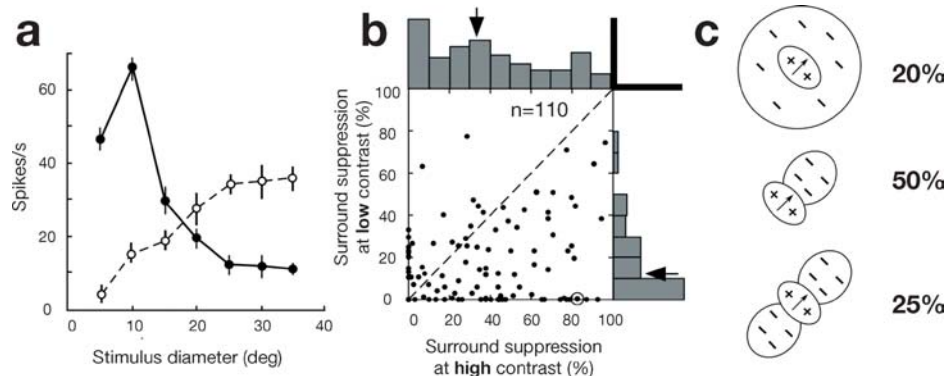 a
Spikes/s
60
40
20
0
0 10 20 30 40
Stimulus diameter (deg)
b
Surround suppression
at low contrast (%)
100
80
60
40
20
0
n=110
0 20 40 60 80 100
Surround suppression
at high contrast (%)
c
20%
50%
25%